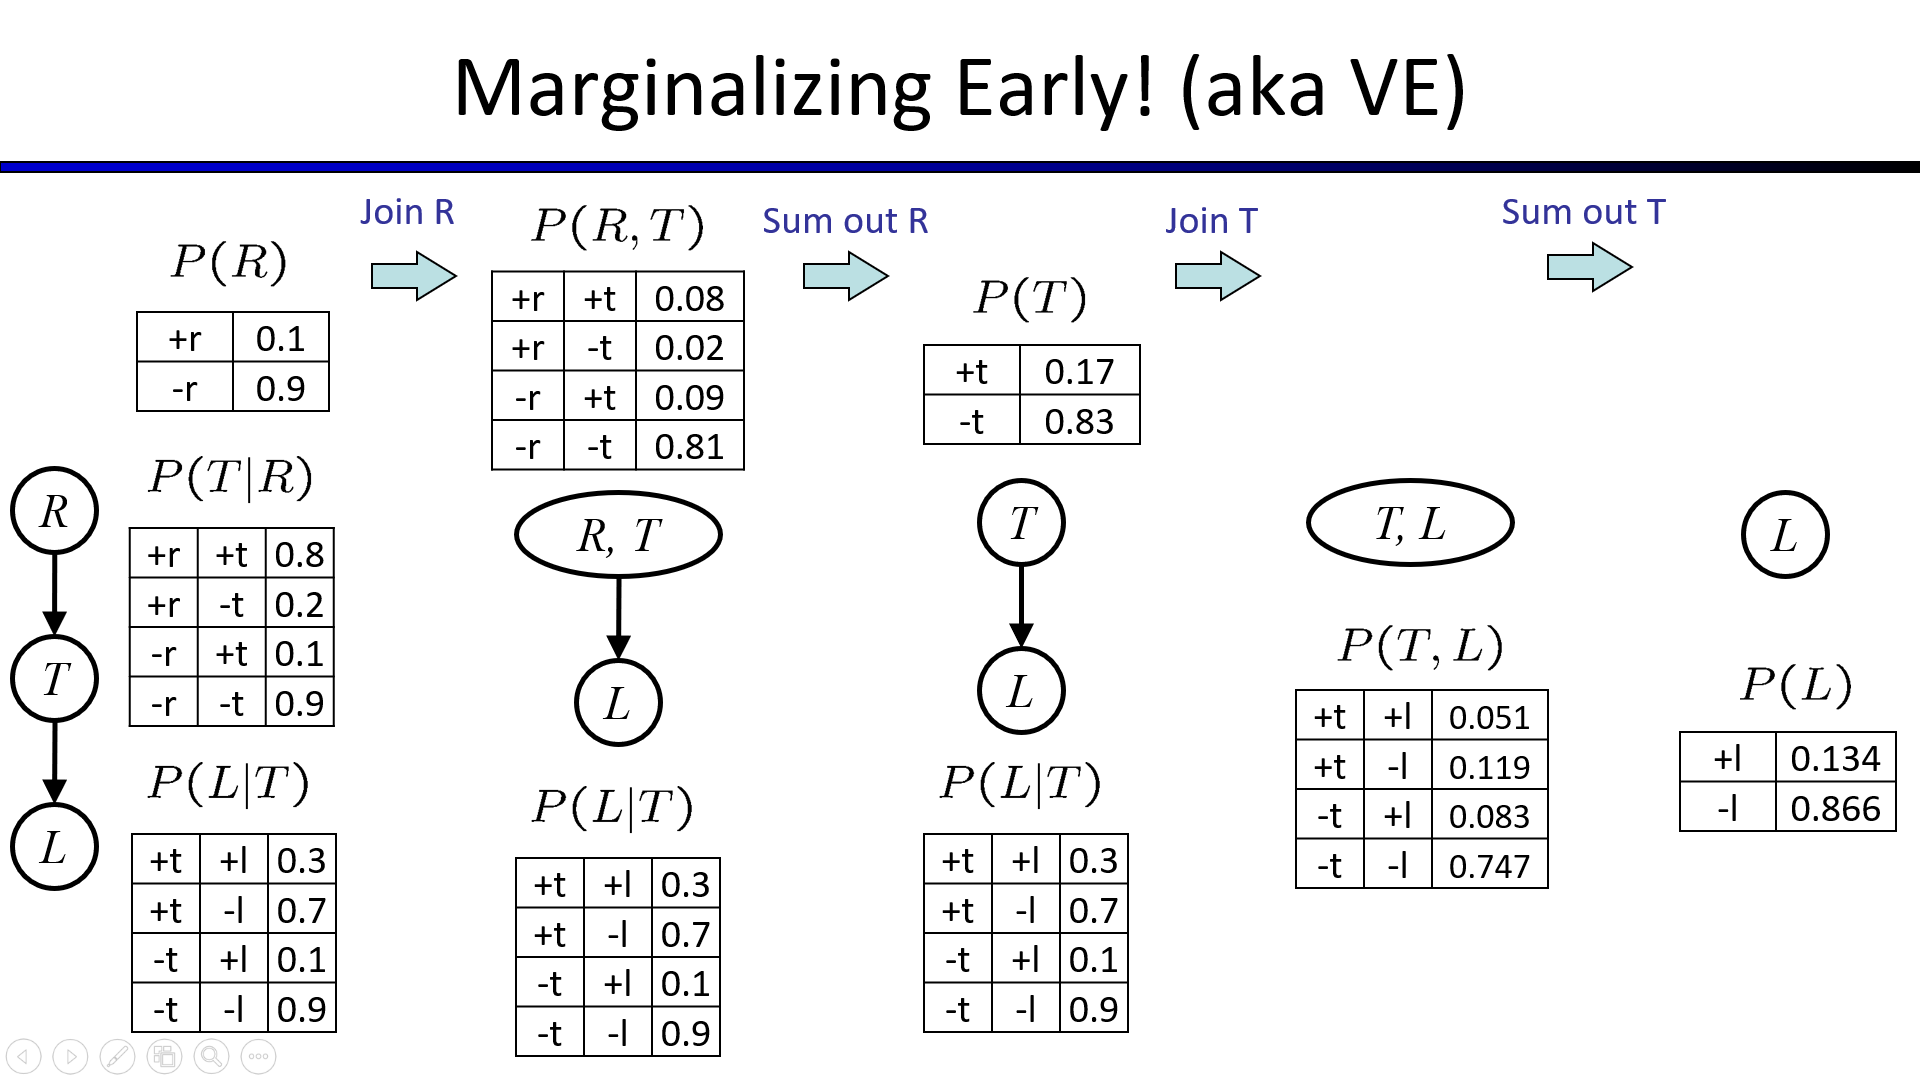 Marginalizing Early! (aka VE)
Join R
Sum out R
Join T
Sum out T
P(R)
+r 0.1
-r 0.9
P(T|R)
+r +t 0.8
+r -t 0.2
-r +t 0.1
-r -t 0.9
P(L|T)
+t +l 0.3
+t -l 0.7
-t +l 0.1
-t -l 0.9
R
T
L
P(R,T)
+r +t 0.08
+r -t 0.02
-r +t 0.09
-r -t 0.81
R, T
L
P(L|T)
+t +l 0.3
+t -l 0.7
-t +l 0.1
-t -l 0.9
P(T)
+t 0.17
-t 0.83
T
L
P(L|T)
+t +l 0.3
+t -l 0.7
-t +l 0.1
-t -l 0.9
T, L
P(T,L)
+t +l 0.051
+t -l 0.119
-t +l 0.083
-t -l 0.747
L
P(L)
+l 0.134
-l 0.866